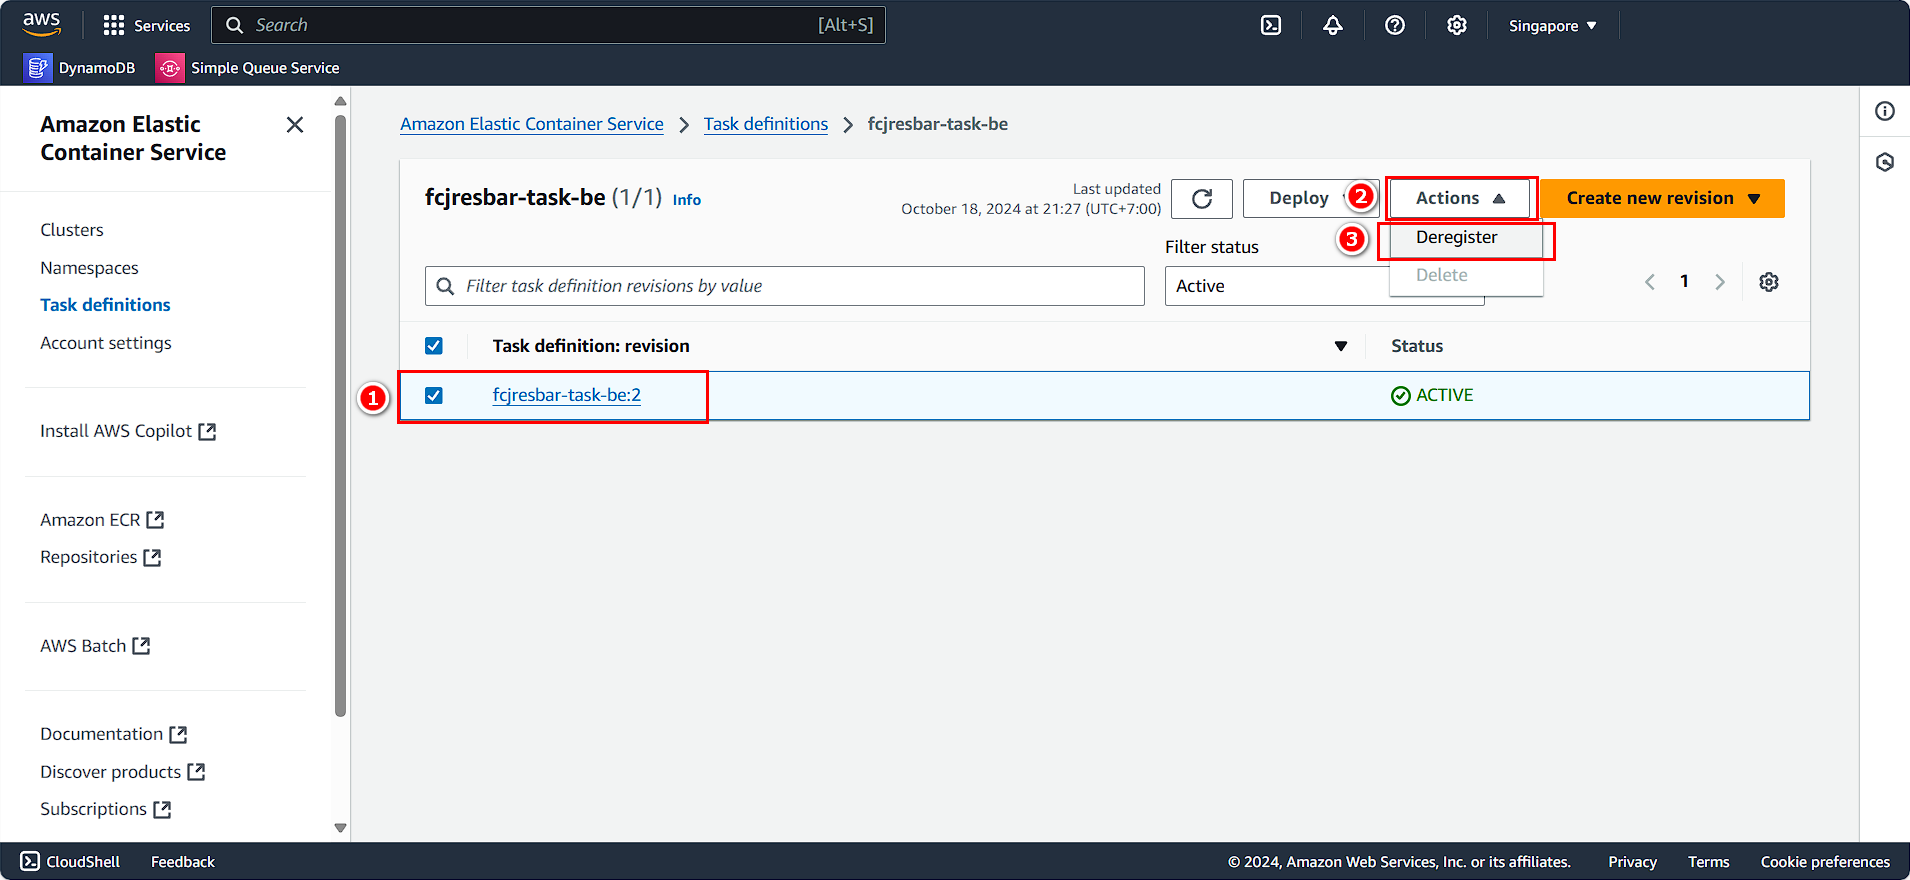 aws
Services
Search
[Alt+S]
Singapore
DynamoDB
Simple Queue Service
Amazon Elastic
Container Service
Clusters
Namespaces
Task definitions
Account settings
Install AWS Copilot
Amazon ECR
Repositories
AWS Batch
Documentation
Discover products
Subscriptions
Amazon Elastic Container Service
Task definitions
fcjresbar-task-be
fcjresbar-task-be (1/1) Info
Last updated
October 18, 2024 at 21:27 (UTC+7:00)
Deploy
2
Actions
Create new revision
3
Deregister
Delete
Filter status
Filter task definition revisions by value
Active
1
Task definition: revision
Status
1
fcjresbar-task-be:2
ACTIVE
CloudShell
Feedback
© 2024, Amazon Web Services, Inc. or its affiliates.
Privacy
Terms
Cookie preferences